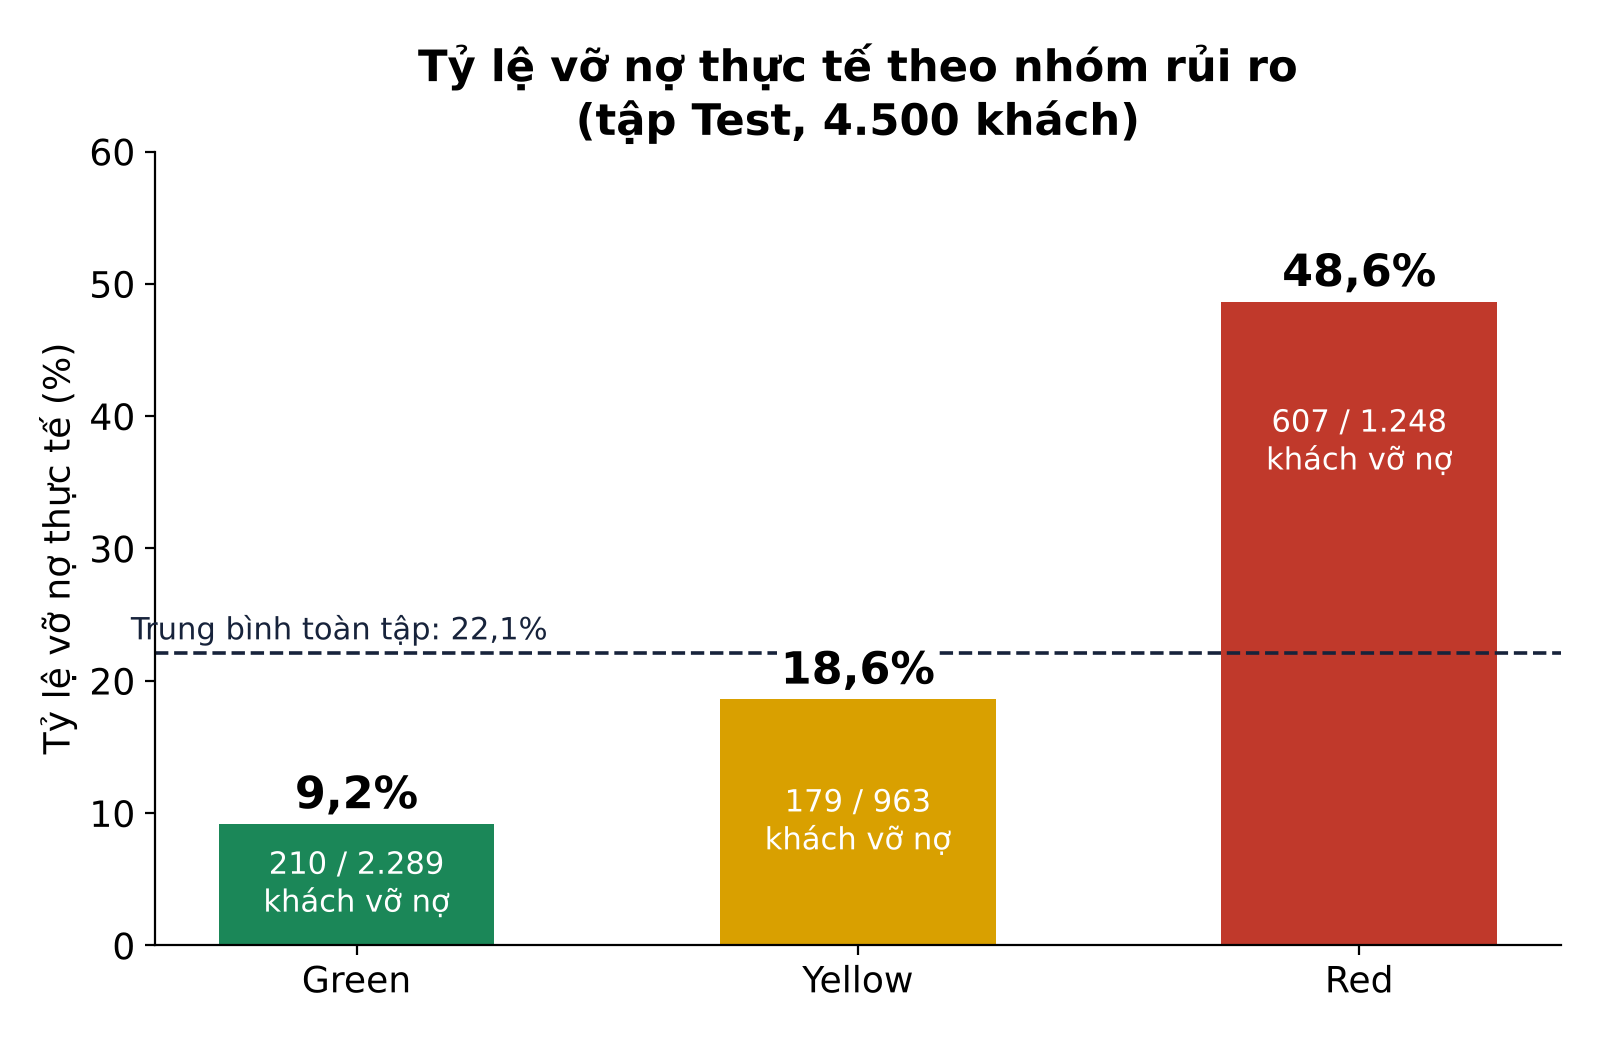 Tỷ lệ vỡ nợ thực tế theo nhóm rủi ro
(tập Test, 4.500 khách)
Tỷ lệ vỡ nợ thực tế (%)
60
50
40
30
20
10
0
Trung bình toàn tập: 22,1%
9,2%
210 / 2.289
khách vỡ nợ
18,6%
179 / 963
khách vỡ nợ
48,6%
607 / 1.248
khách vỡ nợ
Green
Yellow
Red